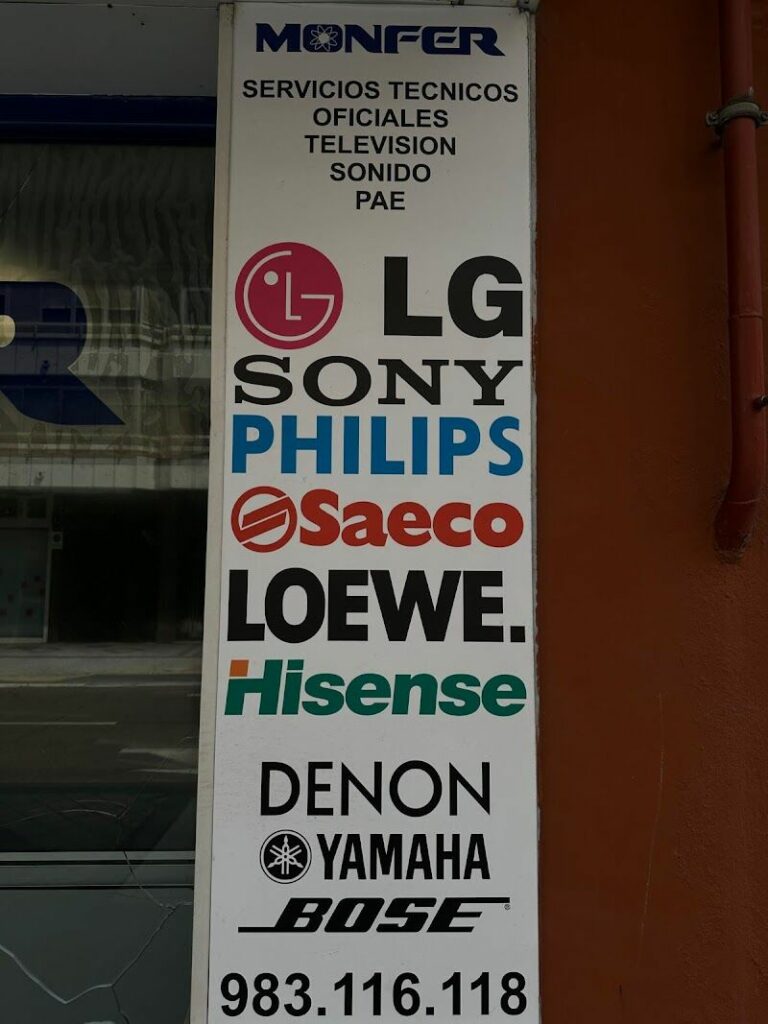 MONFER
SERVICIOS TECNICOS
OFICIALES
TELEVISION
SONIDO
PAE
LG LG
SONY
PHILIPS
Saeco
LOEWE.
Hisense
DENON
YAMAHA
BOSE®
983.116.118
R